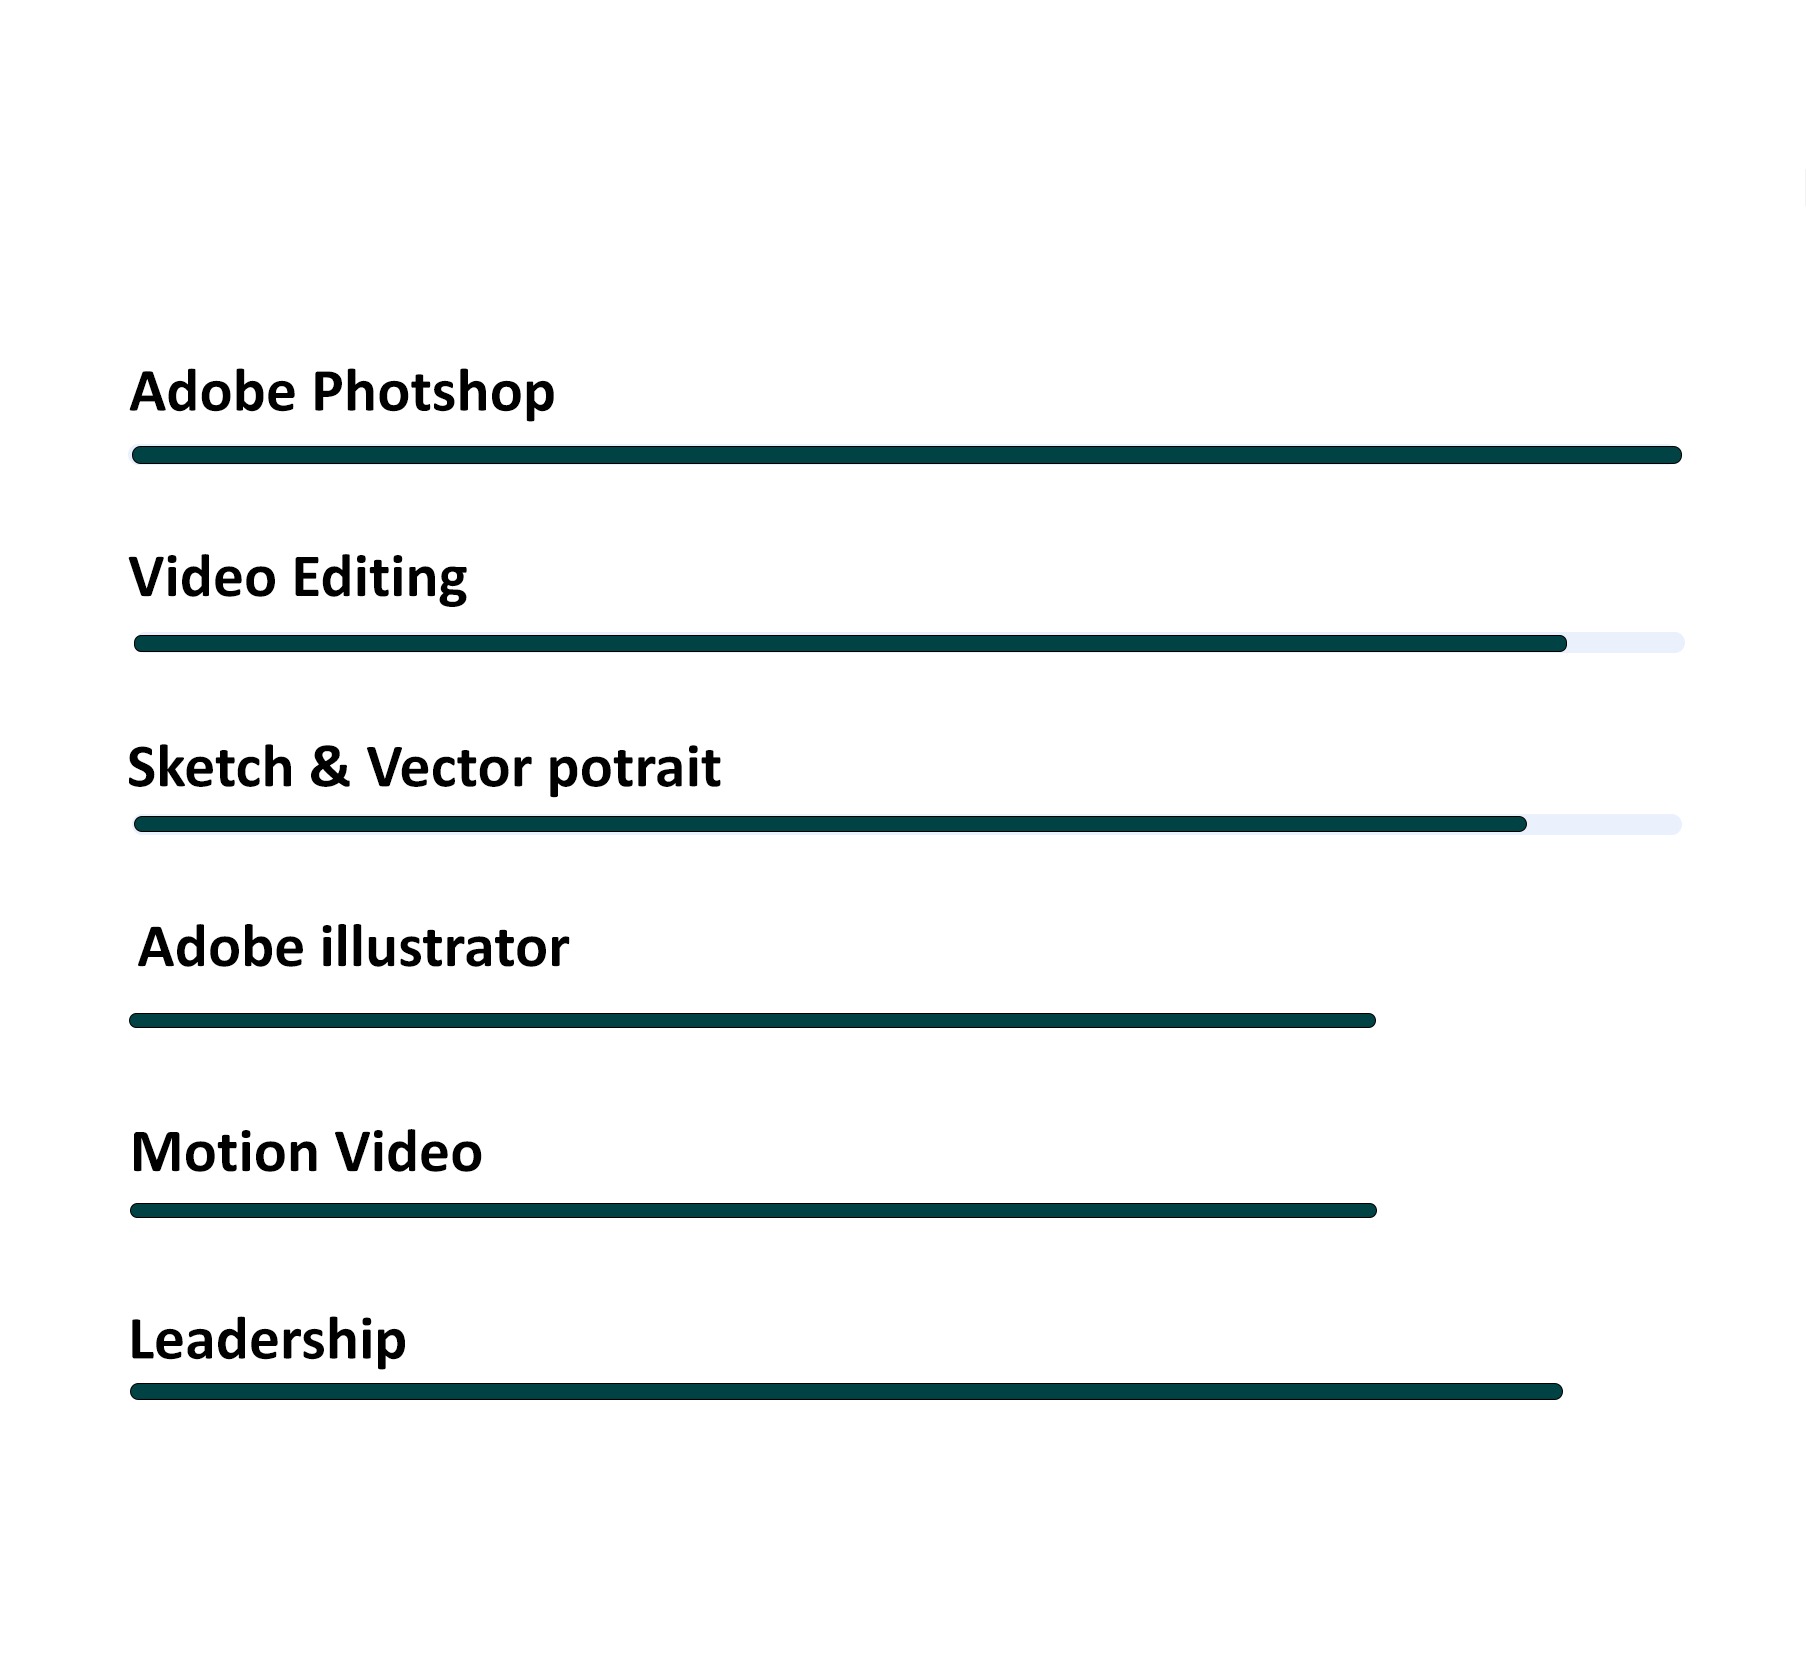 Adobe Photshop
Video Editing
Sketch & Vector potrait
Adobe illustrator
Motion Video
Leadership